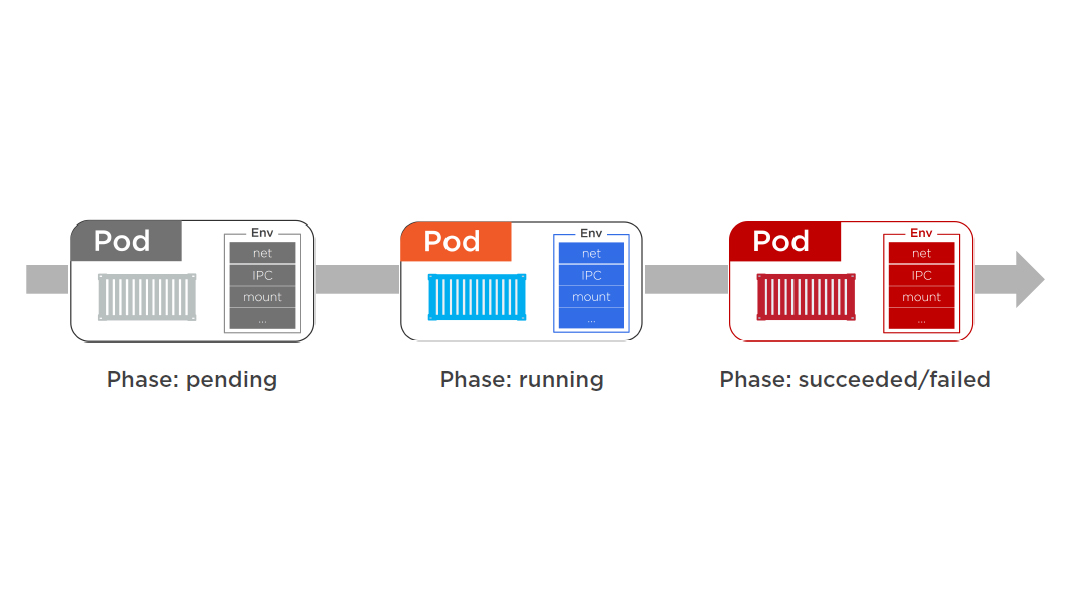 Pod
Env
net
IPC
mount
...
Phase: pending
Pod
Env
net
IPC
mount
...
Phase: running
Pod
Env
net
IPC
mount
...
Phase: succeeded/failed